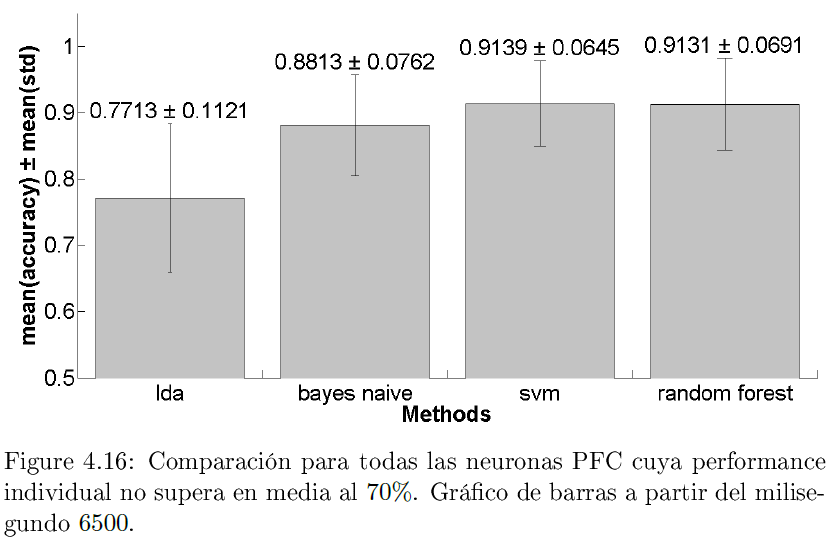 mean(accuracy) ± mean(std)
1
0.9
0.8
0.7
0.6
0.5
0.7713 ± 0.1121
0.8813 ± 0.0762
0.9139 ± 0.0645
0.9131 ± 0.0691
lda
bayes naive
svm
random forest
Methods
Figure 4.16: Comparación para todas las neuronas PFC cuya performance
individual no supera en media al 70%. Gráfico de barras a partir del milise-
gundo 6500.